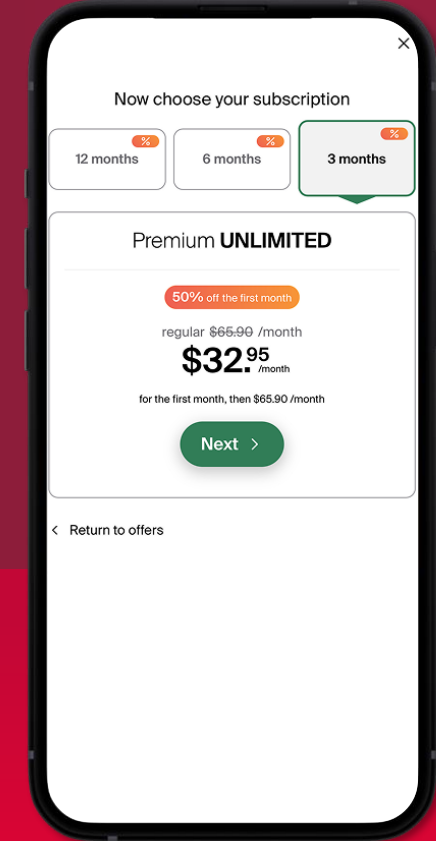 Now choose your subscription
%
%
%
12 months
6 months
3 months
Premium UNLIMITED
50% off the first month
regular $65.90 /month
$32.95 /month
for the first month, then $65.90 /month
Next
Return to offers